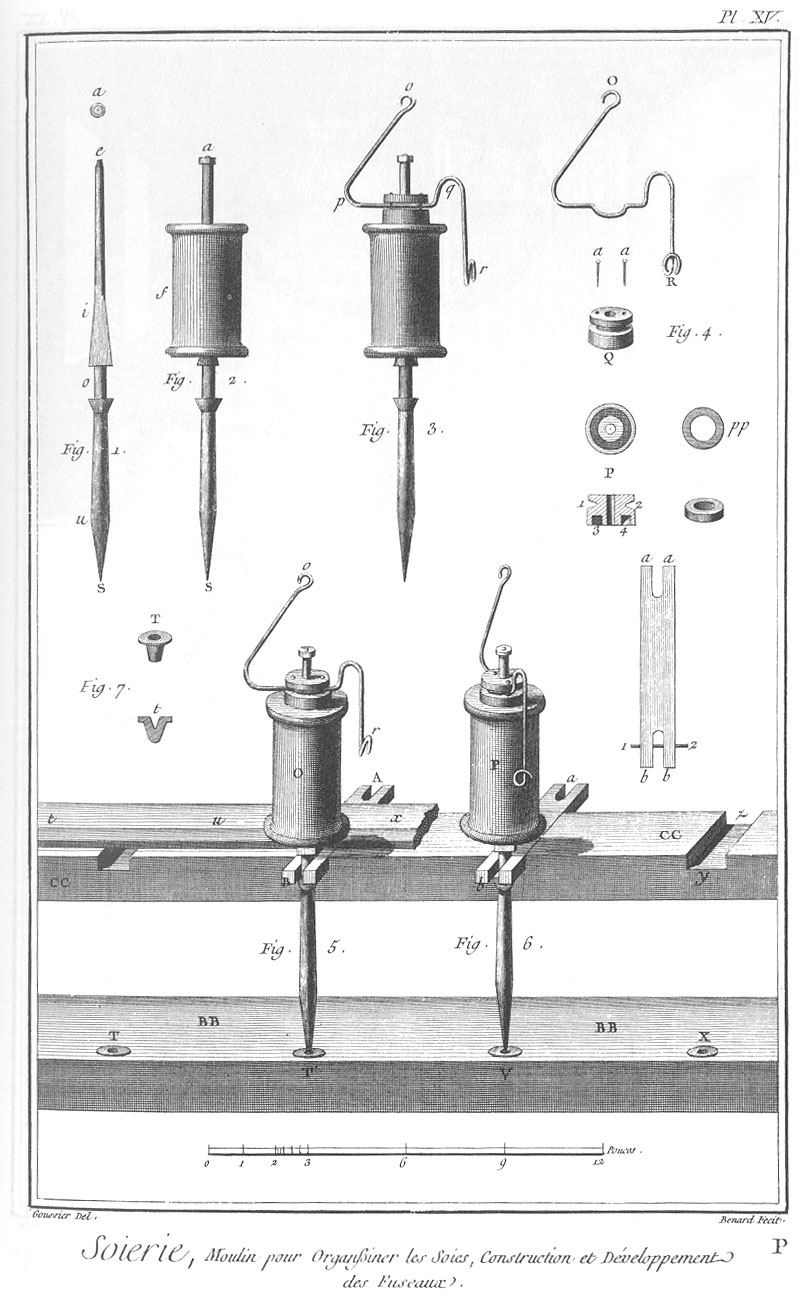 Pl. XV.
a
e
i
o
Fig. 1.
u
S
a
f
Fig. 2.
S
o
p
q
r
Fig. 3.
O
R
a a
Q
Fig. 4.
P
pp
1 2
3 4
a a
1 2
b b
T
Fig. 7.
t
o
r
O
A
t u x
CC
B
Fig. 5.
P
a
CC
z
y
b
Fig. 6.
BB
BB
T
X
T
V
0 1 2 3 6 9 12 Pouces.
Goussier Del.
Benard Fecit.
P
Soierie, Moulin pour Organssiner les Soies, Construction et Développement
des Fuseaux.